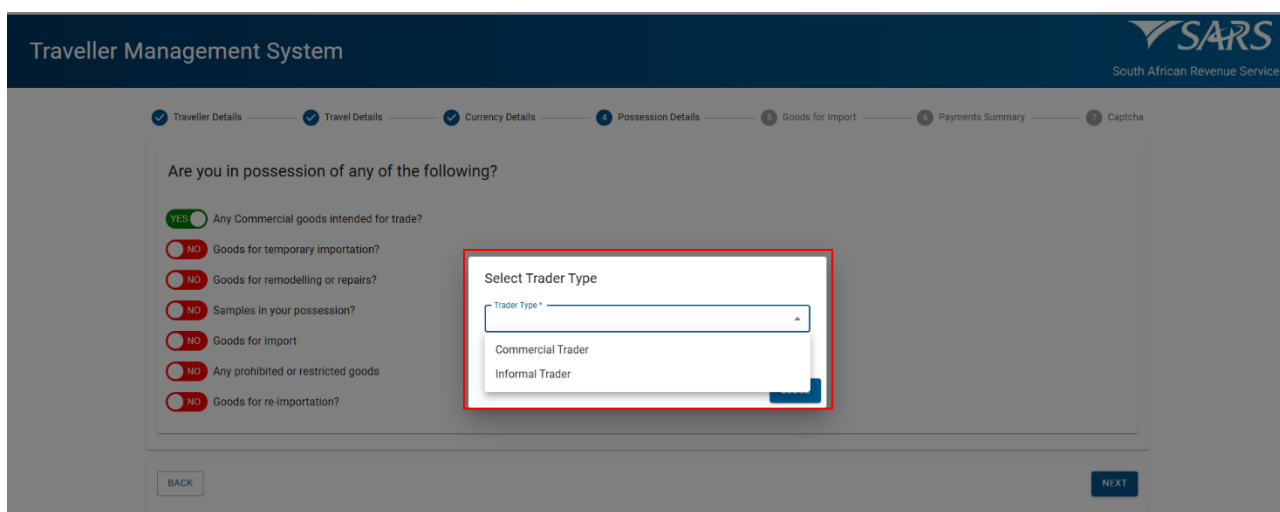 SARS
Traveller Management System
South African Revenue Service
Traveller Details
Travel Details
Currency Details
4 Possession Details
5 Goods for Import
6 Payments Summary
7 Captcha
Are you in possession of any of the following?
YES Any Commercial goods intended for trade?
NO Goods for temporary importation?
NO Goods for remodelling or repairs?
NO Samples in your possession?
NO Goods for import
NO Any prohibited or restricted goods
NO Goods for re-importation?
Select Trader Type
Trader Type *
Commercial Trader
Informal Trader
BACK
NEXT